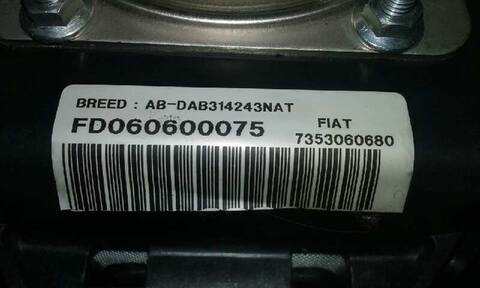 BREED : AB-DAB314243NAT
FD060600075 FIAT
7353060680